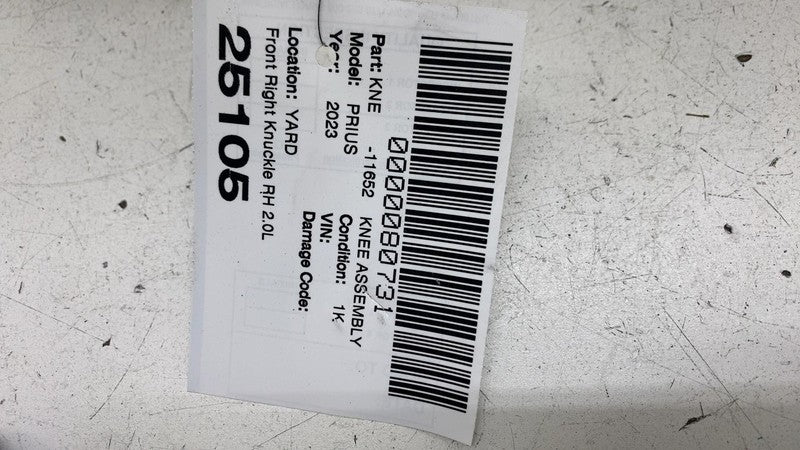 0000080731
Part: KNE -11652 KNEE ASSEMBLY
Model: PRIUS Condition: 1K
Year: 2023 VIN:
Damage Code:
Location: YARD
Front Right Knuckle RH 2.0L
25105